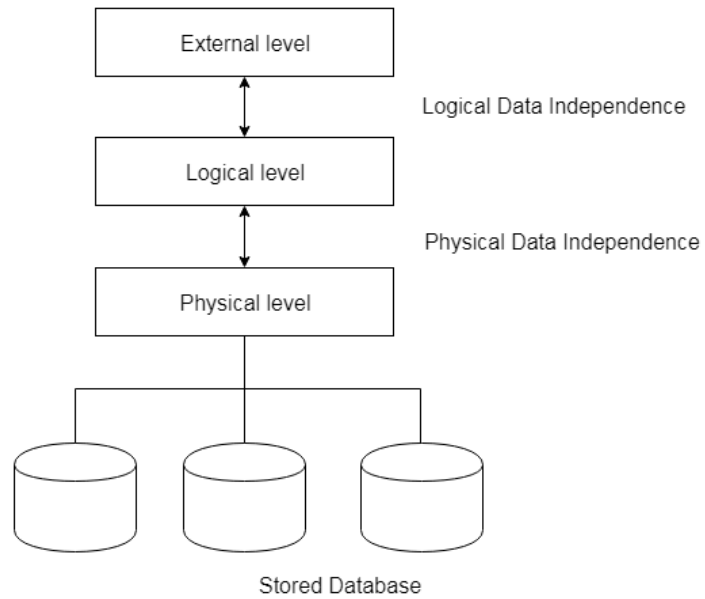 External level
Logical Data Independence
Logical level
Physical Data Independence
Physical level
Stored Database